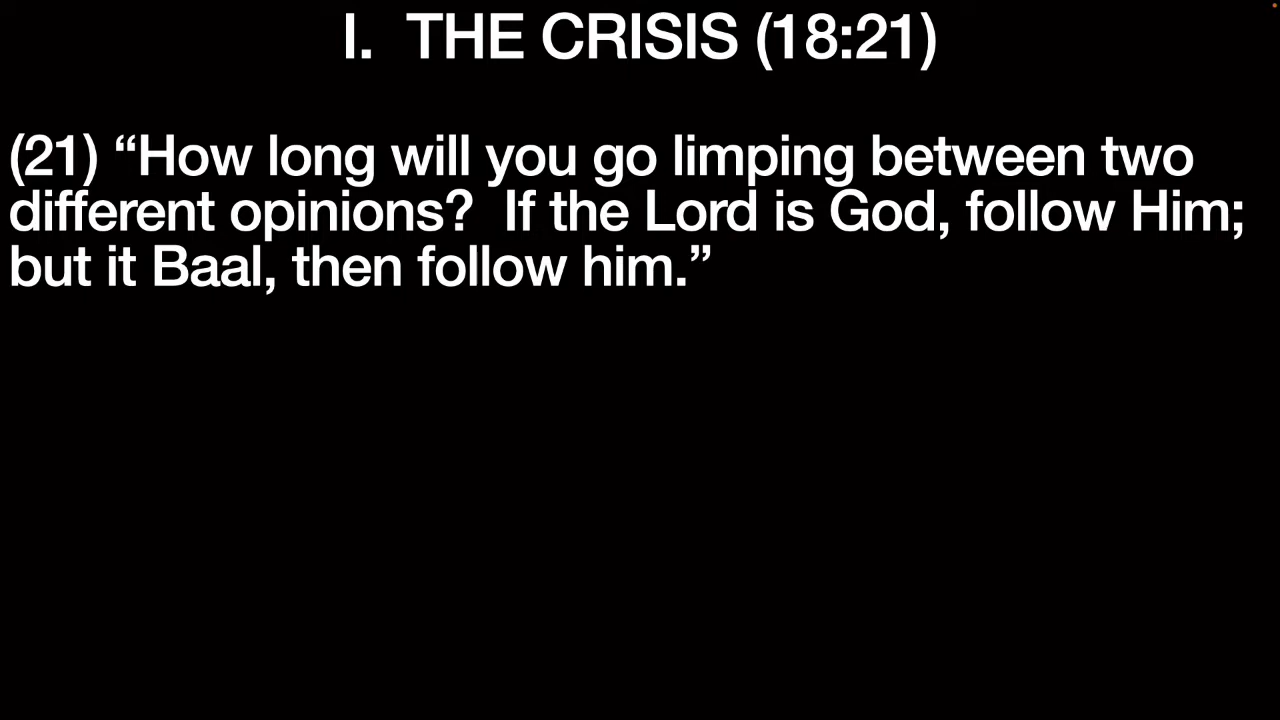 I.  THE CRISIS (18:21)
(21) “How long will you go limping between two
different opinions?  If the Lord is God, follow Him;
but it Baal, then follow him.”